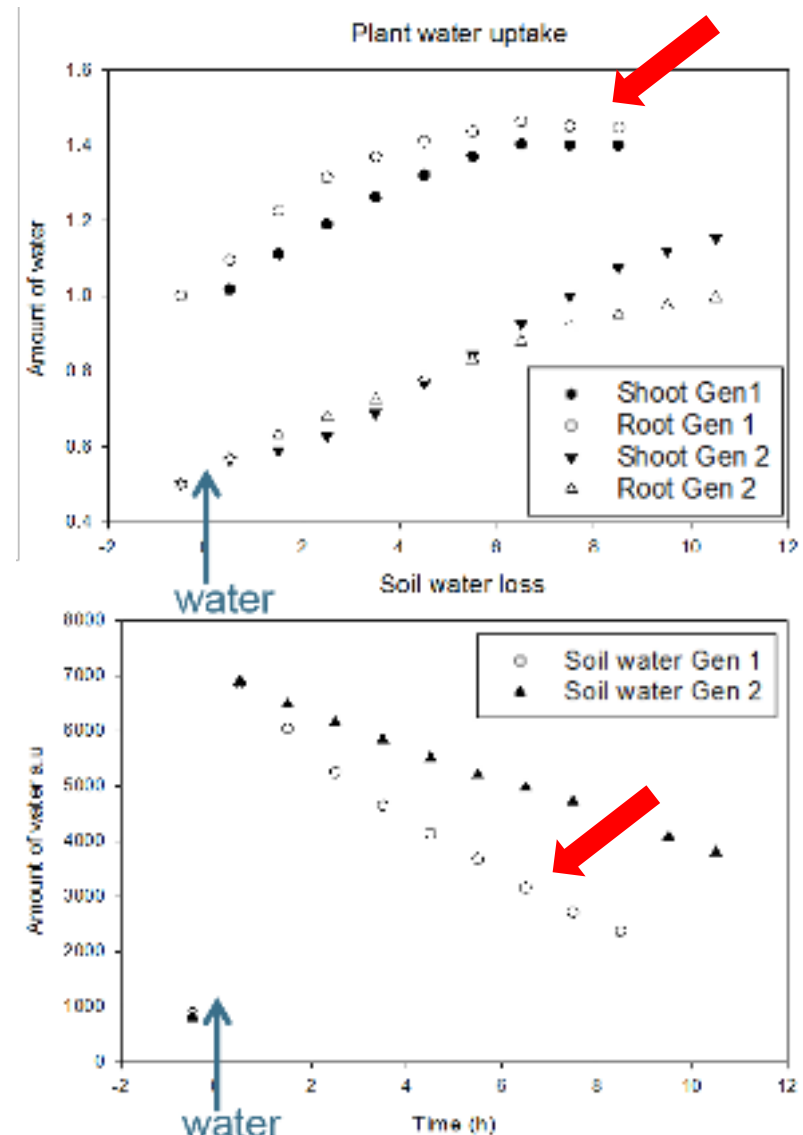 Plant water uptake
1.6
1.4
1.2
1.0
0.8
0.6
0.4
Amount of water
Shoot Gen1
Root Gen 1
Shoot Gen 2
Root Gen 2
-2 0 2 4 6 8 10 12
water
Soil water loss
8000
7000
6000
5000
4000
3000
2000
1000
0
Amount of water a.u
Soil water Gen 1
Soil water Gen 2
-2 2 4 6 8 10 12
water
Time (h)